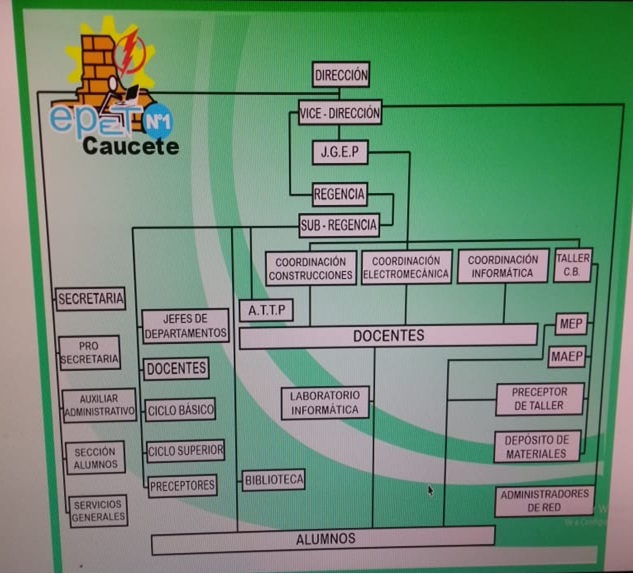 DIRECCIÓN
epET Nº1
Caucete
VICE - DIRECCIÓN
J.G.E.P
REGENCIA
SUB - REGENCIA
COORDINACIÓN
CONSTRUCCIONES
COORDINACIÓN
ELECTROMECÁNICA
COORDINACIÓN
INFORMÁTICA
TALLER
C.B.
SECRETARIA
A.T.T.P
JEFES DE
DEPARTAMENTOS
DOCENTES
MEP
PRO
SECRETARIA
MAEP
DOCENTES
LABORATORIO
INFORMÁTICA
PRECEPTOR
DE TALLER
AUXILIAR
ADMINISTRATIVO
CICLO BÁSICO
DEPÓSITO DE
MATERIALES
SECCIÓN
ALUMNOS
CICLO SUPERIOR
PRECEPTORES
BIBLIOTECA
ADMINISTRADORES
DE RED
SERVICIOS
GENERALES
ALUMNOS